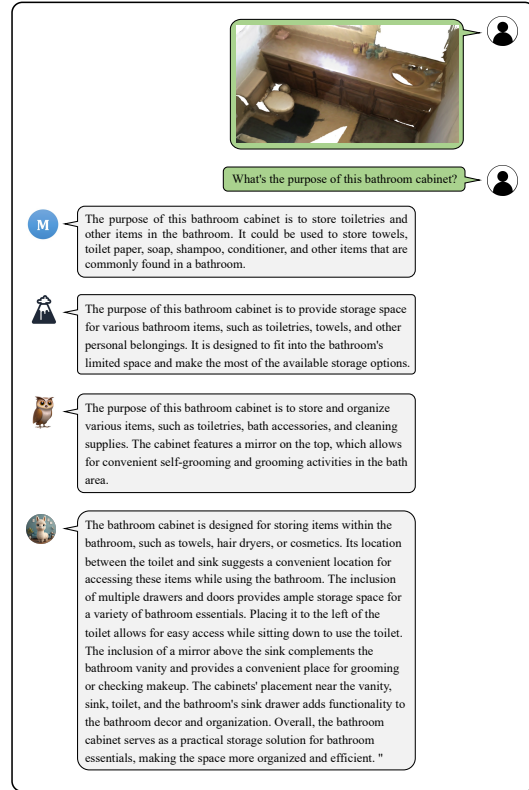 What's the purpose of this bathroom cabinet?
M
The purpose of this bathroom cabinet is to store toiletries and
other items in the bathroom. It could be used to store towels,
toilet paper, soap, shampoo, conditioner, and other items that are
commonly found in a bathroom.
The purpose of this bathroom cabinet is to provide storage space
for various bathroom items, such as toiletries, towels, and other
personal belongings. It is designed to fit into the bathroom's
limited space and make the most of the available storage options.
The purpose of this bathroom cabinet is to store and organize
various items, such as toiletries, bath accessories, and cleaning
supplies. The cabinet features a mirror on the top, which allows
for convenient self-grooming and grooming activities in the bath
area.
The bathroom cabinet is designed for storing items within the
bathroom, such as towels, hair dryers, or cosmetics. Its location
between the toilet and sink suggests a convenient location for
accessing these items while using the bathroom. The inclusion
of multiple drawers and doors provides ample storage space for
a variety of bathroom essentials. Placing it to the left of the
toilet allows for easy access while sitting down to use the toilet.
The inclusion of a mirror above the sink complements the
bathroom vanity and provides a convenient place for grooming
or checking makeup. The cabinets' placement near the vanity,
sink, toilet, and the bathroom's sink drawer adds functionality to
the bathroom decor and organization. Overall, the bathroom
cabinet serves as a practical storage solution for bathroom
essentials, making the space more organized and efficient. "